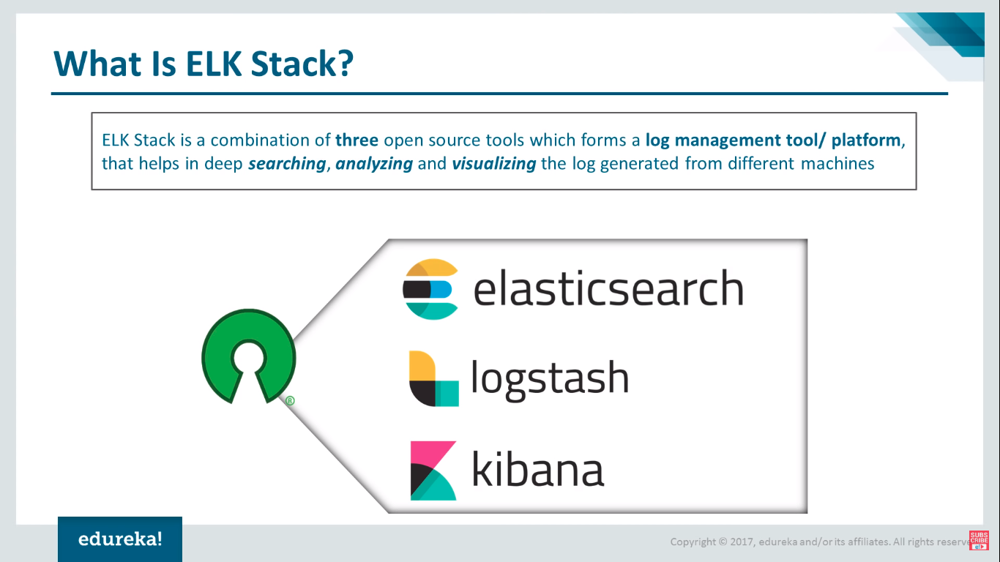 What Is ELK Stack?
ELK Stack is a combination of three open source tools which forms a log management tool/ platform,
that helps in deep searching, analyzing and visualizing the log generated from different machines
elasticsearch
logstash
kibana
®
edureka!
Copyright © 2017, edureka and/or its affiliates. All rights reserve
SUBS
CRIBE